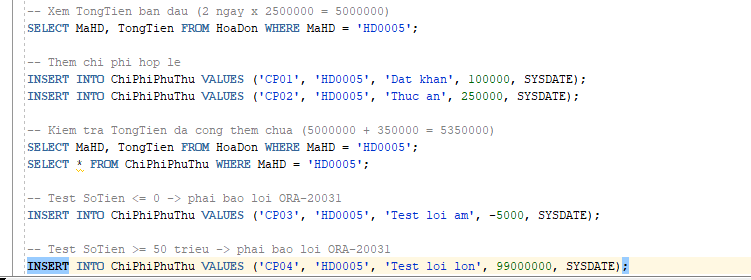 -- Xem TongTien ban dau (2 ngay x 2500000 = 5000000)
SELECT MaHD, TongTien FROM HoaDon WHERE MaHD = 'HD0005';
-- Them chi phi hop le
INSERT INTO ChiPhiPhuThu VALUES ('CP01', 'HD0005', 'Dat khan', 100000, SYSDATE);
INSERT INTO ChiPhiPhuThu VALUES ('CP02', 'HD0005', 'Thuc an', 250000, SYSDATE);
-- Kiem tra TongTien da cong them chua (5000000 + 350000 = 5350000)
SELECT MaHD, TongTien FROM HoaDon WHERE MaHD = 'HD0005';
SELECT * FROM ChiPhiPhuThu WHERE MaHD = 'HD0005';
-- Test SoTien <= 0 -> phai bao loi ORA-20031
INSERT INTO ChiPhiPhuThu VALUES ('CP03', 'HD0005', 'Test loi am', -5000, SYSDATE);
-- Test SoTien >= 50 trieu -> phai bao loi ORA-20031
INSERT INTO ChiPhiPhuThu VALUES ('CP04', 'HD0005', 'Test loi lon', 99000000, SYSDATE);